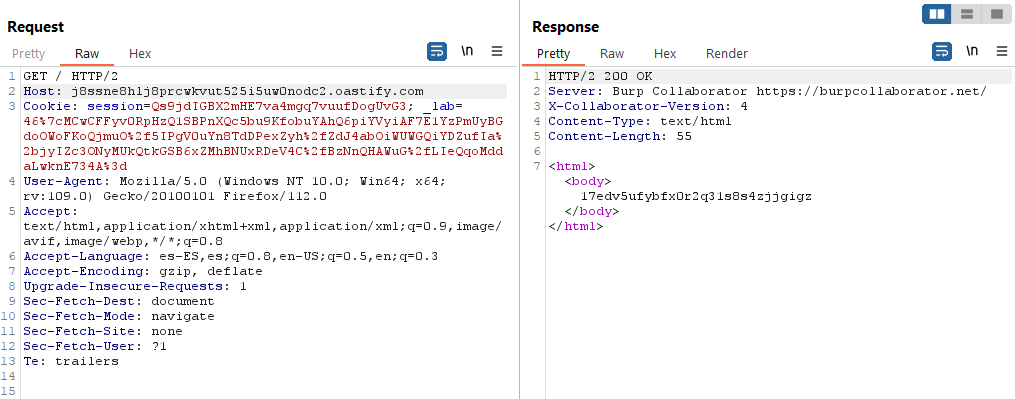 Request
Pretty Raw Hex
\n
1 GET / HTTP/2
2 Host: j8ssne8hlj8prcwkvut525i5uw0nodc2.oastify.com
3 Cookie: session=Qs9jdIGBX2mHE7va4mgq7vuufDogUvG3; _lab=
46%7cMCwCFFyv0RpHzQ1SBPnXQc5bu9KfobuYAhQ6piYVyiAF7ElYzPmUyBG
doOWoFKoQjmuO%2f5IPgVOuYn8TdDPexZyh%2fZdJ4abOiWUWGQiYDZufIa%
2bjyIZc3ONyMUkQtkGSB6xZMhBNUxRDeV4C%2fBzNnQHAWuG%2fLIeQqoMdd
aLwknE734A%3d
4 User-Agent: Mozilla/5.0 (Windows NT 10.0; Win64; x64;
rv:109.0) Gecko/20100101 Firefox/112.0
5 Accept:
text/html,application/xhtml+xml,application/xml;q=0.9,image/
avif,image/webp,*/*;q=0.8
6 Accept-Language: es-ES,es;q=0.8,en-US;q=0.5,en;q=0.3
7 Accept-Encoding: gzip, deflate
8 Upgrade-Insecure-Requests: 1
9 Sec-Fetch-Dest: document
10 Sec-Fetch-Mode: navigate
11 Sec-Fetch-Site: none
12 Sec-Fetch-User: ?1
13 Te: trailers
14
15
Response
Pretty Raw Hex Render
\n
1 HTTP/2 200 OK
2 Server: Burp Collaborator https://burpcollaborator.net/
3 X-Collaborator-Version: 4
4 Content-Type: text/html
5 Content-Length: 55
6
7 <html>
<body>
17edv5ufybfx0r2q31s8s4zjjgigz
</body>
</html>